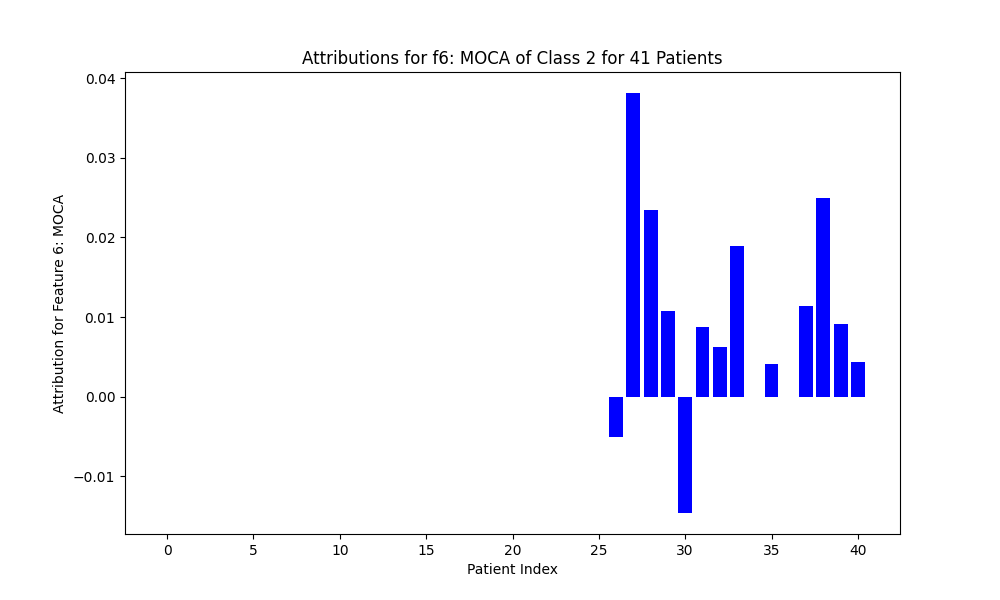 Attributions for f6: MOCA of Class 2 for 41 Patients
Attribution for Feature 6: MOCA
0.04
0.03
0.02
0.01
0.00
−0.01
0 5 10 15 20 25 30 35 40
Patient Index